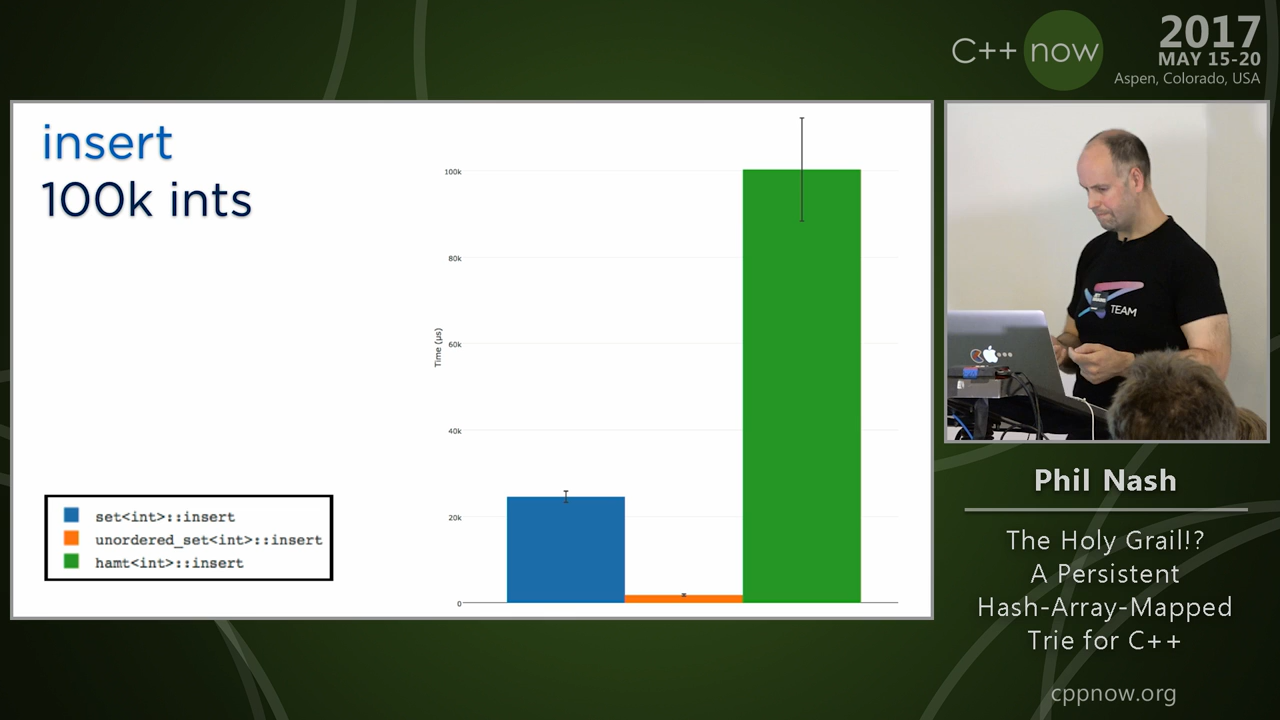 C++ now
2017
MAY 15-20
Aspen, Colorado, USA
insert
100k ints
100k
80k
60k
40k
20k
0
Time (µs)
set<int>::insert
unordered_set<int>::insert
hamt<int>::insert
TEAM
Phil Nash
The Holy Grail!?
A Persistent
Hash-Array-Mapped
Trie for C++
cppnow.org